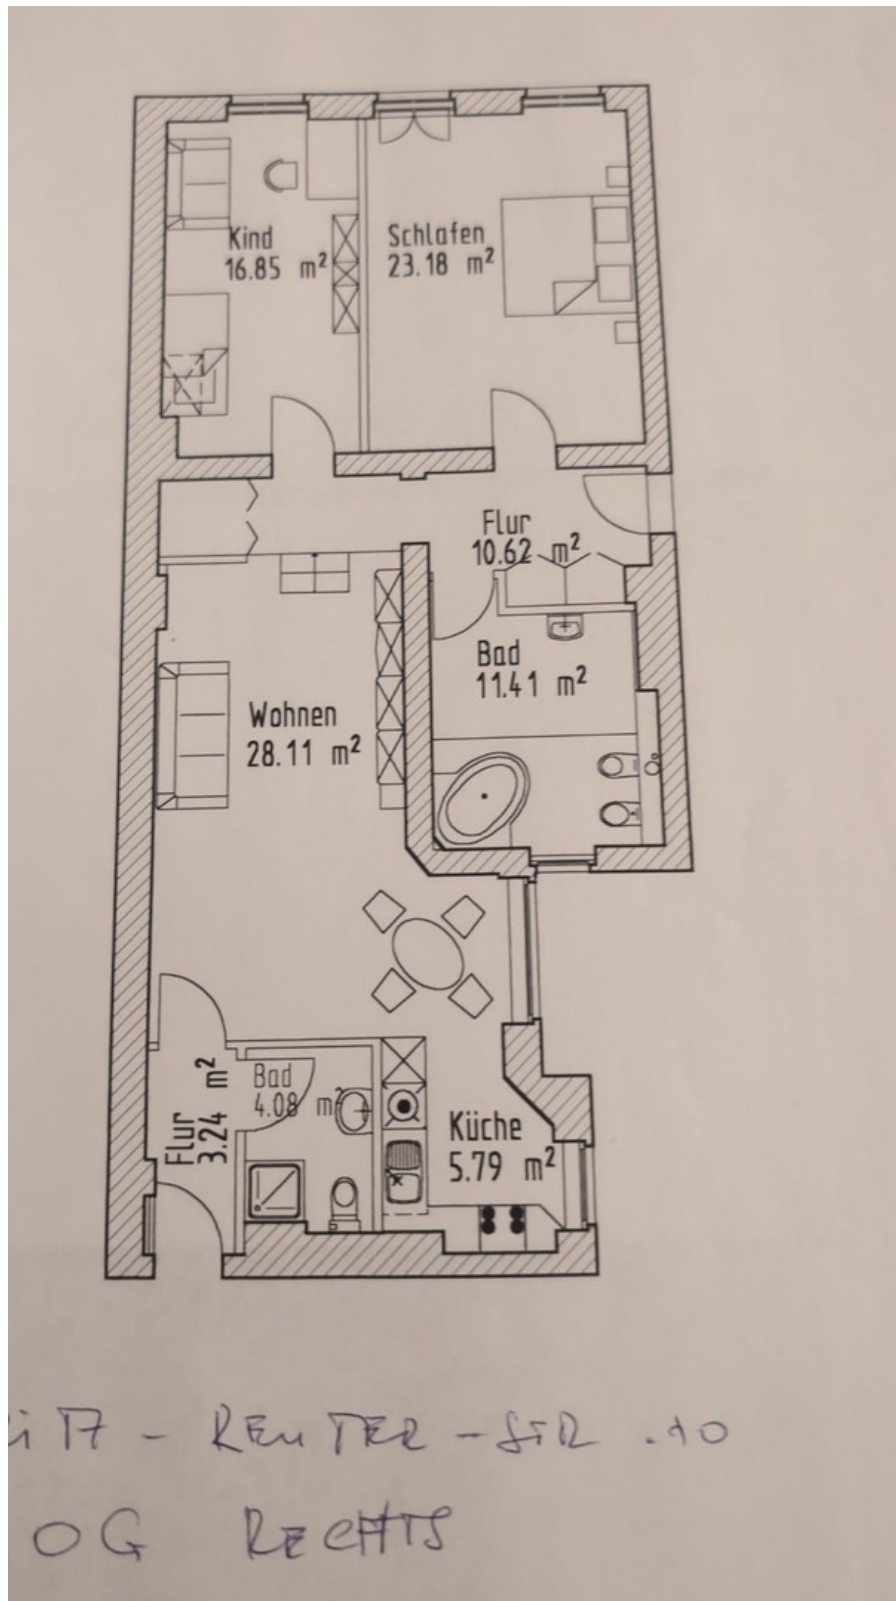 Kind
16.85 m²
Schlafen
23.18 m²
Flur
10.62 m²
Bad
11.41 m²
Wohnen
28.11 m²
Flur
3.24 m²
Bad
4.08 m²
Küche
5.79 m²
- REUTER - STR. 10
OG RECHTS